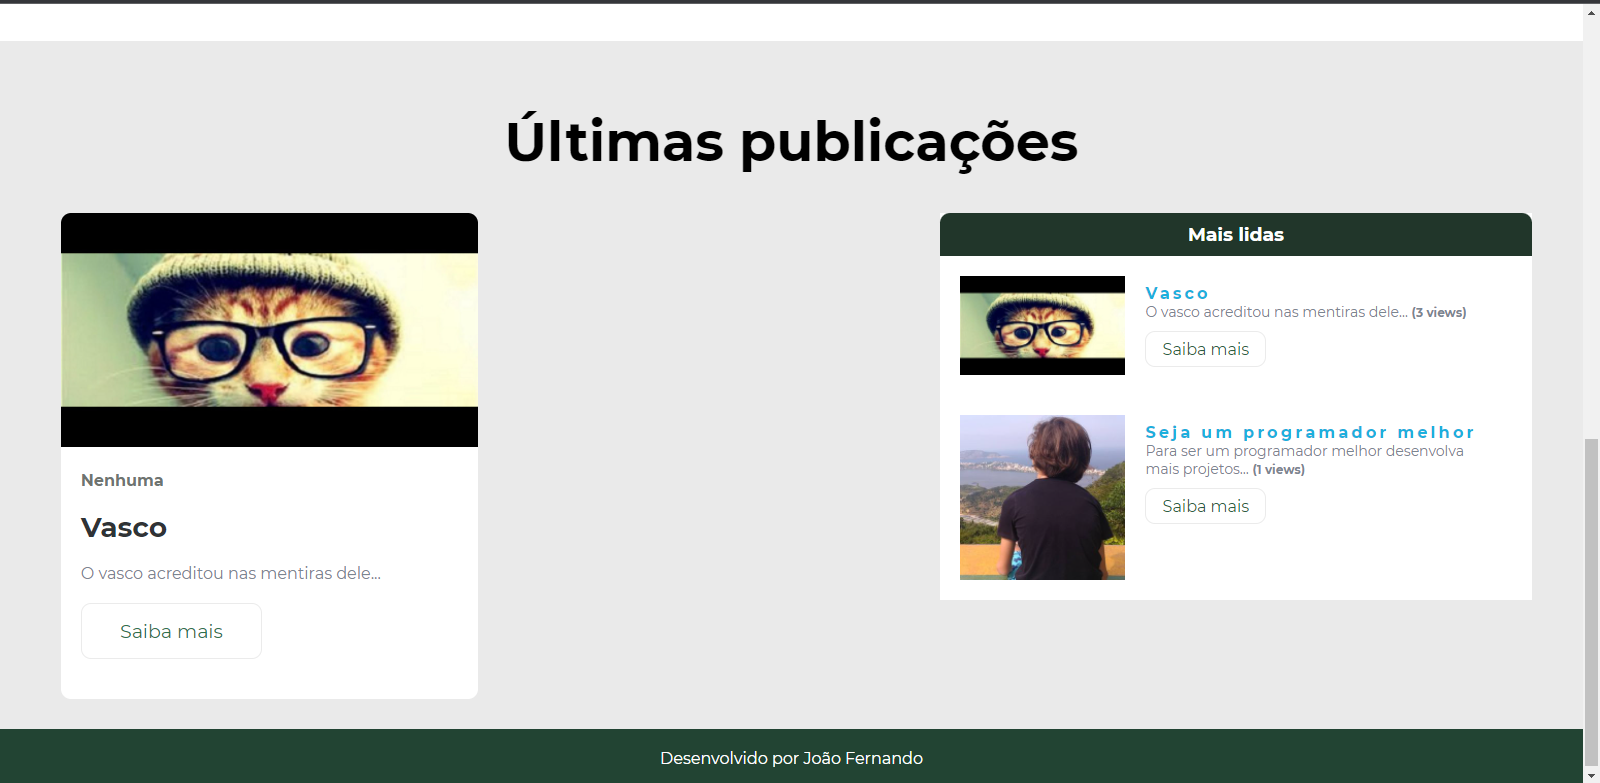 Últimas publicações
Nenhuma
Vasco
O vasco acreditou nas mentiras dele...
Saiba mais
Mais lidas
Vasco
O vasco acreditou nas mentiras dele... (3 views)
Saiba mais
Seja um programador melhor
Para ser um programador melhor desenvolva
mais projetos... (1 views)
Saiba mais
Desenvolvido por João Fernando